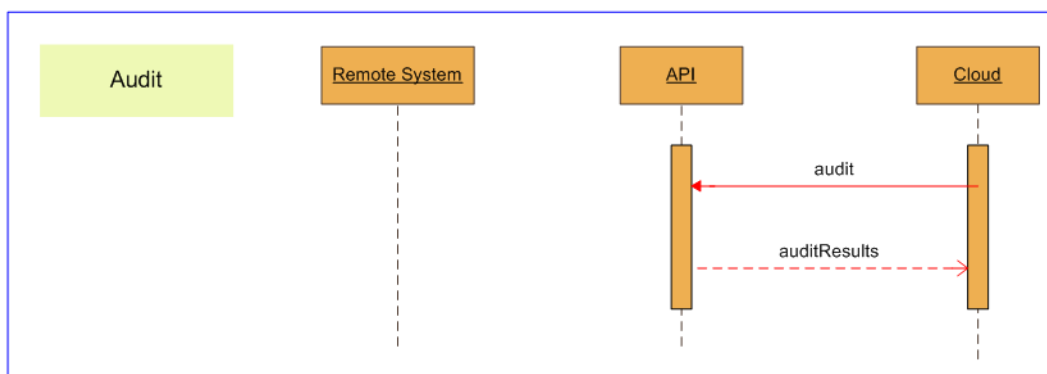 Audit
Remote System
API
Cloud
audit
auditResults